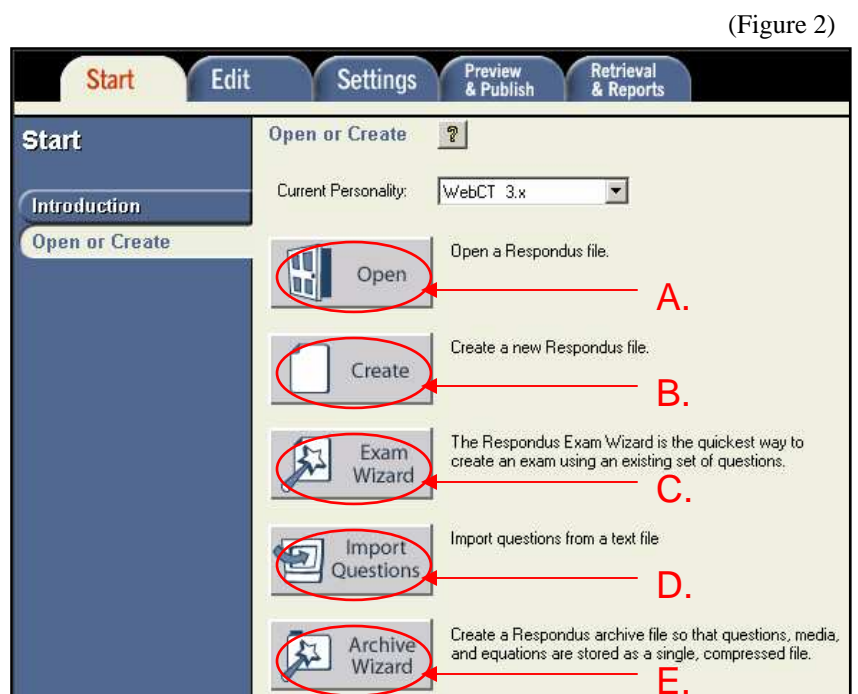 (Figure 2)
Start Edit Settings Preview & Publish Retrieval & Reports
Start
Introduction
Open or Create
Open or Create ?
Current Personality: WebCT 3.x
Open
Open a Respondus file.
A.
Create
Create a new Respondus file.
B.
Exam
Wizard
The Respondus Exam Wizard is the quickest way to
create an exam using an existing set of questions.
C.
Import
Questions
Import questions from a text file
D.
Archive
Wizard
Create a Respondus archive file so that questions, media,
and equations are stored as a single, compressed file.
E.